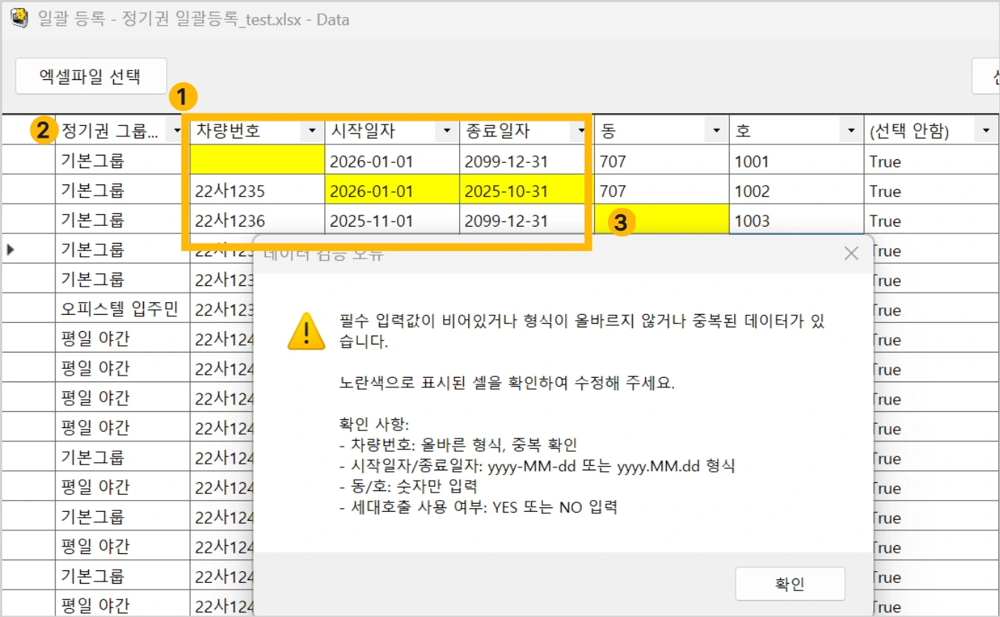 일괄 등록 - 정기권 일괄등록_test.xlsx - Data
엑셀파일 선택
1
2 정기권 그룹... 차량번호 시작일자 종료일자 동 호 (선택 안함)
기본그룹 2026-01-01 2099-12-31 707 1001 True
기본그룹 22사1235 2026-01-01 2025-10-31 707 1002 True
기본그룹 22사1236 2025-11-01 2099-12-31 3 1003 True
기본그룹 True
기본그룹 22사123 True
오피스텔 입주민 22사123 True
평일 야간 22사124 True
평일 야간 22사124 True
평일 야간 22사124 True
평일 야간 22사124 True
기본그룹 22사124 True
평일 야간 22사124 True
기본그룹 22사124 True
평일 야간 22사124 True
기본그룹 22사124 True
평일 야간 22사124 True
데이터 검증 오류
필수 입력값이 비어있거나 형식이 올바르지 않거나 중복된 데이터가 있
습니다.
노란색으로 표시된 셀을 확인하여 수정해 주세요.
확인 사항:
- 차량번호: 올바른 형식, 중복 확인
- 시작일자/종료일자: yyyy-MM-dd 또는 yyyy.MM.dd 형식
- 동/호: 숫자만 입력
- 세대호출 사용 여부: YES 또는 NO 입력
확인